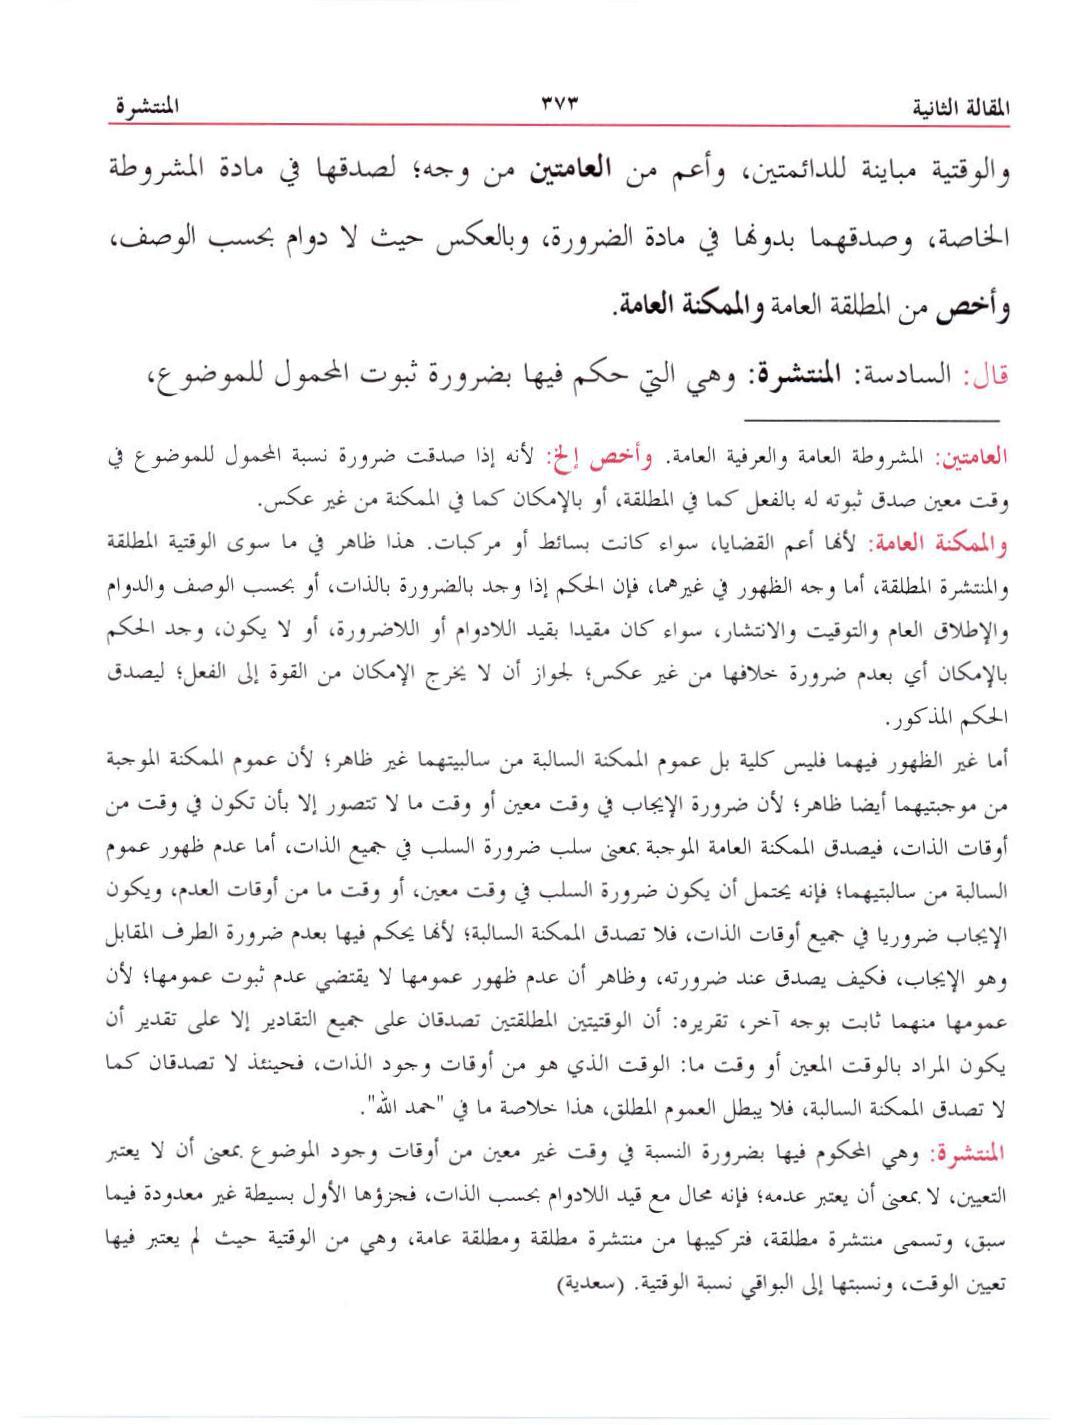 المقالة الثانية ٣٧٣ المنتشرة
والوقتية مباينة للدائمتين، وأعم من العامتين من وجه؛ لصدقها في مادة المشروطة
الخاصة، وصدقهما بدونها في مادة الضرورة، وبالعكس حيث لا دوام بحسب الوصف،
وأخص من المطلقة العامة والممكنة العامة.
قال: السادسة: المنتشرة: وهي التي حكم فيها بضرورة ثبوت المحمول للموضوع،
العامتين: المشروطة العامة والعرفية العامة. وأخص إلخ: لأنه إذا صدقت ضرورة نسبة المحمول للموضوع في
وقت معين صدق ثبوته له بالفعل كما في المطلقة، أو بالإمكان كما في الممكنة من غير عكس.
والممكنة العامة: لأنها أعم القضايا، سواء كانت بسائط أو مركبات. هذا ظاهر في ما سوى الوقتية المطلقة
والمنتشرة المطلقة، أما وجه الظهور في غيرهما، فإن الحكم إذا وجد بالضرورة بالذات، أو بحسب الوصف والدوام
والإطلاق العام والتوقيت والانتشار، سواء كان مقيدا بقيد اللادوام أو اللاضرورة، أو لا يكون، وجد الحكم
بالإمكان أي بعدم ضرورة خلافها من غير عكس؛ لجواز أن لا يخرج الإمكان من القوة إلى الفعل؛ ليصدق
الحكم المذكور.
أما غير الظهور فيهما فليس كلية بل عموم الممكنة السالبة من سالبيتهما غير ظاهر؛ لأن عموم الممكنة الموجبة
من موجبتيهما أيضا ظاهر؛ لأن ضرورة الإيجاب في وقت معين أو وقت ما لا تتصور إلا بأن تكون في وقت من
أوقات الذات، فيصدق الممكنة العامة الموجبة بمعنى سلب ضرورة السلب في جميع الذات، أما عدم ظهور عموم
السالبة من سالبتيهما؛ فإنه يحتمل أن يكون ضرورة السلب في وقت معين، أو وقت ما من أوقات العدم، ويكون
الإيجاب ضروريا في جميع أوقات الذات، فلا تصدق الممكنة السالبة؛ لأنها يحكم فيها بعدم ضرورة الطرف المقابل
وهو الإيجاب، فكيف يصدق عند ضرورته، وظاهر أن عدم ظهور عمومها لا يقتضي عدم ثبوت عمومها؛ لأن
عمومها منهما ثابت بوجه آخر، تقريره: أن الوقتيتين المطلقتين تصدقان على جميع التقادير إلا على تقدير أن
يكون المراد بالوقت المعين أو وقت ما: الوقت الذي هو من أوقات وجود الذات، فحينئذ لا تصدقان كما
لا تصدق الممكنة السالبة، فلا يبطل العموم المطلق، هذا خلاصة ما في "حمد الله".
المنتشرة: وهي المحكوم فيها بضرورة النسبة في وقت غير معين من أوقات وجود الموضوع بمعنى أن لا يعتبر
التعيين، لا بمعنى أن يعتبر عدمه؛ فإنه محال مع قيد اللادوام بحسب الذات، فجزؤها الأول بسيطة غير معدودة فيما
سبق، وتسمى منتشرة مطلقة، فتركيبها من منتشرة مطلقة ومطلقة عامة، وهي من الوقتية حيث لم يعتبر فيها
تعيين الوقت، ونسبتها إلى البواقي نسبة الوقتية. (سعدية)